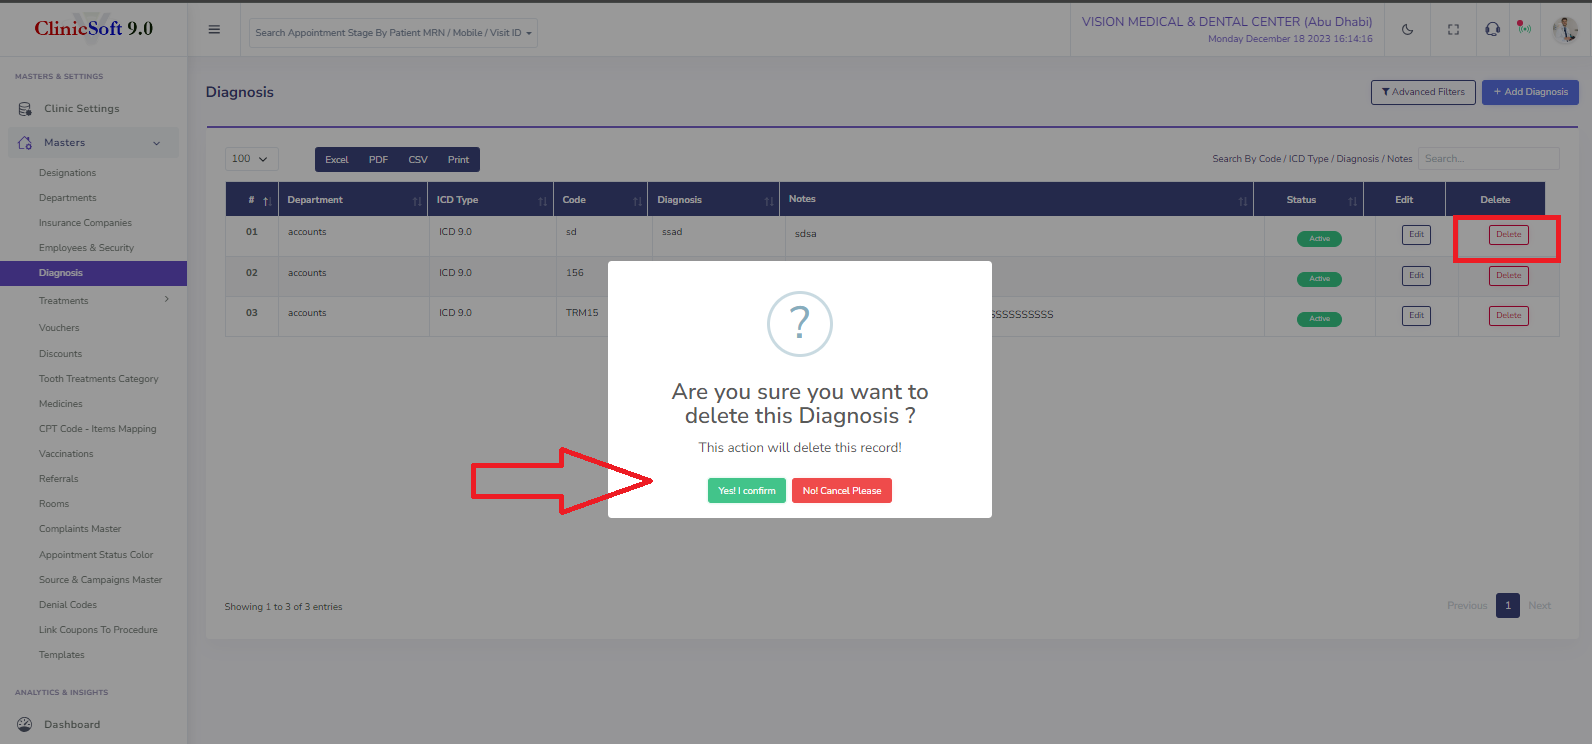 ClinicSoft 9.0
Search Appointment Stage By Patient MRN / Mobile / Visit ID
VISION MEDICAL & DENTAL CENTER (Abu Dhabi)
Monday December 18 2023 16:14:16
MASTERS & SETTINGS
Clinic Settings
Masters
Designations
Departments
Insurance Companies
Employees & Security
Diagnosis
Treatments
Vouchers
Discounts
Tooth Treatments Category
Medicines
CPT Code - Items Mapping
Vaccinations
Referrals
Rooms
Complaints Master
Appointment Status Color
Source & Campaigns Master
Denial Codes
Link Coupons To Procedure
Templates
ANALYTICS & INSIGHTS
Dashboard
Diagnosis
Advanced Filters
+ Add Diagnosis
100
Excel PDF CSV Print
Search By Code / ICD Type / Diagnosis / Notes Search...
# Department ICD Type Code Diagnosis Notes Status Edit Delete
01 accounts ICD 9.0 sd ssad sdsa Active Edit Delete
02 accounts ICD 9.0 156 Active Edit Delete
03 accounts ICD 9.0 TRM15 SSSSSSSSSS Active Edit Delete
?
Are you sure you want to
delete this Diagnosis ?
This action will delete this record!
Yes! I confirm No! Cancel Please
Showing 1 to 3 of 3 entries
Previous 1 Next